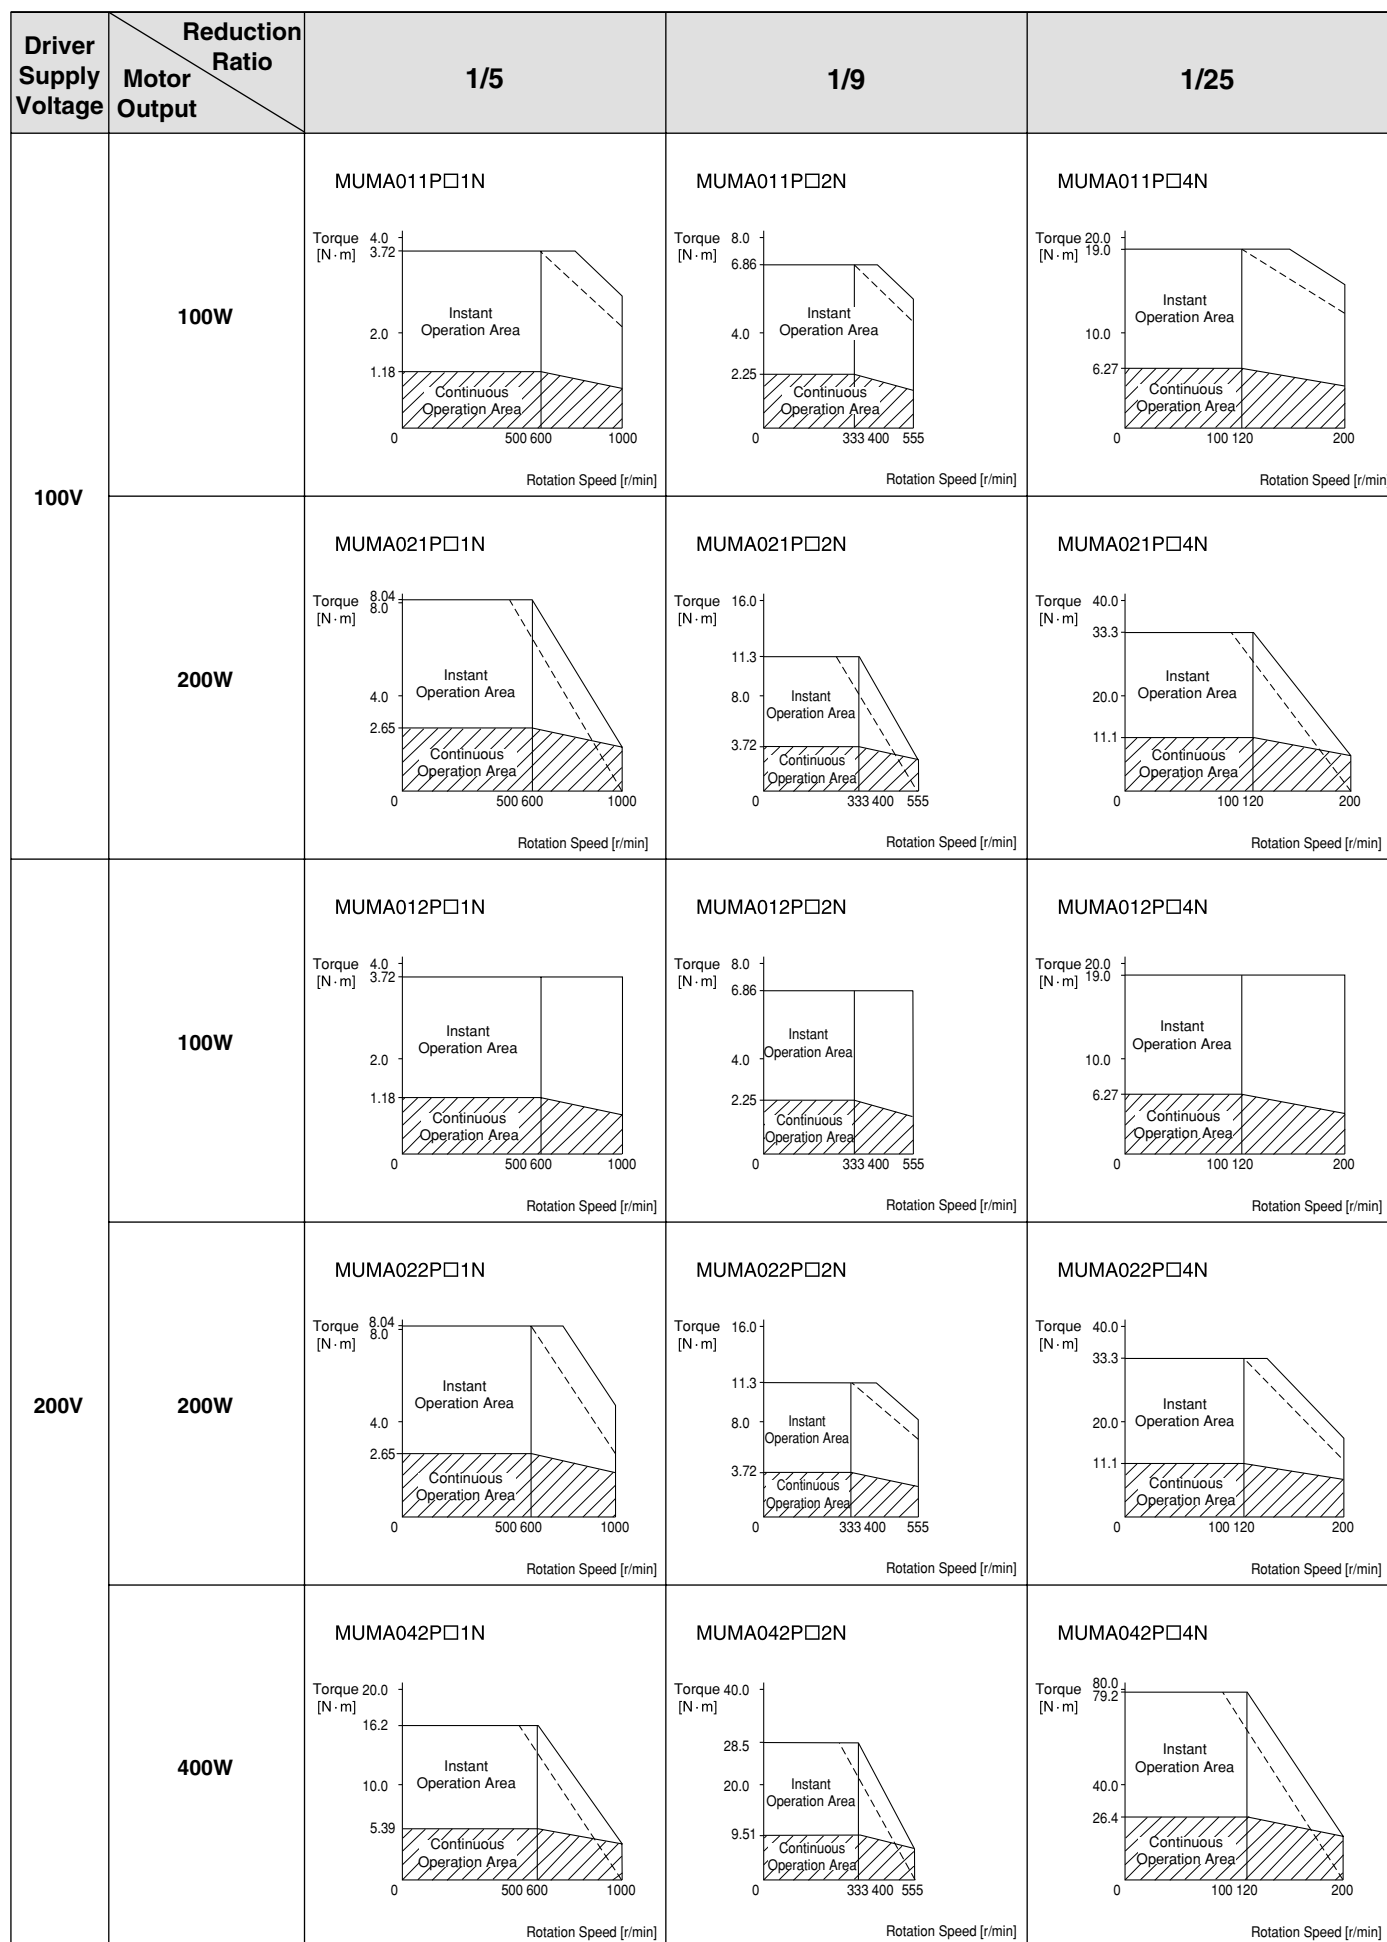 Driver
Supply
Voltage
Reduction
Ratio
Motor
Output
1/5
1/9
1/25
100V
100W
MUMA011P□1N
Torque
[N·m]
4.0
3.72
2.0
1.18
Instant
Operation Area
Continuous
Operation Area
0 500 600 1000
Rotation Speed [r/min]
MUMA011P□2N
Torque
[N·m]
8.0
6.86
4.0
2.25
Instant
Operation Area
Continuous
Operation Area
0 333 400 555
Rotation Speed [r/min]
MUMA011P□4N
Torque
[N·m]
20.0
19.0
10.0
6.27
Instant
Operation Area
Continuous
Operation Area
0 100 120 200
Rotation Speed [r/min
200W
MUMA021P□1N
Torque
[N·m]
8.04
8.0
4.0
2.65
Instant
Operation Area
Continuous
Operation Area
0 500 600 1000
Rotation Speed [r/min]
MUMA021P□2N
Torque
[N·m]
16.0
11.3
8.0
3.72
Instant
Operation Area
Continuous
Operation Area
0 333 400 555
Rotation Speed [r/min]
MUMA021P□4N
Torque
[N·m]
40.0
33.3
20.0
11.1
Instant
Operation Area
Continuous
Operation Area
0 100 120 200
Rotation Speed [r/min]
200V
100W
MUMA012P□1N
Torque
[N·m]
4.0
3.72
2.0
1.18
Instant
Operation Area
Continuous
Operation Area
0 500 600 1000
Rotation Speed [r/min]
MUMA012P□2N
Torque
[N·m]
8.0
6.86
4.0
2.25
Instant
Operation Area
Continuous
Operation Area
0 333 400 555
Rotation Speed [r/min]
MUMA012P□4N
Torque
[N·m]
20.0
19.0
10.0
6.27
Instant
Operation Area
Continuous
Operation Area
0 100 120 200
Rotation Speed [r/min]
200W
MUMA022P□1N
Torque
[N·m]
8.04
8.0
4.0
2.65
Instant
Operation Area
Continuous
Operation Area
0 500 600 1000
Rotation Speed [r/min]
MUMA022P□2N
Torque
[N·m]
16.0
11.3
8.0
3.72
Instant
Operation Area
Continuous
Operation Area
0 333 400 555
Rotation Speed [r/min]
MUMA022P□4N
Torque
[N·m]
40.0
33.3
20.0
11.1
Instant
Operation Area
Continuous
Operation Area
0 100 120 200
Rotation Speed [r/min]
400W
MUMA042P□1N
Torque
[N·m]
20.0
16.2
10.0
5.39
Instant
Operation Area
Continuous
Operation Area
0 500 600 1000
Rotation Speed [r/min]
MUMA042P□2N
Torque
[N·m]
40.0
28.5
20.0
9.51
Instant
Operation Area
Continuous
Operation Area
0 333 400 555
Rotation Speed [r/min]
MUMA042P□4N
Torque
[N·m]
80.0
79.2
40.0
26.4
Instant
Operation Area
Continuous
Operation Area
0 100 120 200
Rotation Speed [r/min]